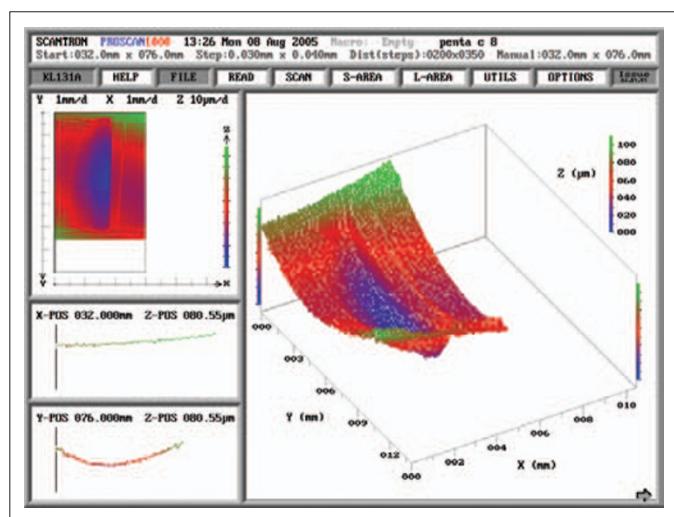 SCANTRON PROSCAN1000 13:26 Mon 08 Aug 2005 Macro: Empty penta c 8
Start:032.0mm x 076.0mm Step:0.030mm x 0.040mm Dist(steps):0200x0350 Manual:032.0mm x 076.0mm
KL131A HELP FILE READ SCAN S-AREA L-AREA UTILS OPTIONS
Y 1mm/d X 1mm/d Z 10µm/d
Z
Y
X
X-POS 032.000mm Z-POS 080.55µm
Y-POS 076.000mm Z-POS 080.55µm
Z (µm)
100
080
060
040
020
000
000
003
006
009
012
Y (mm)
000
002
004
006
008
010
X (mm)